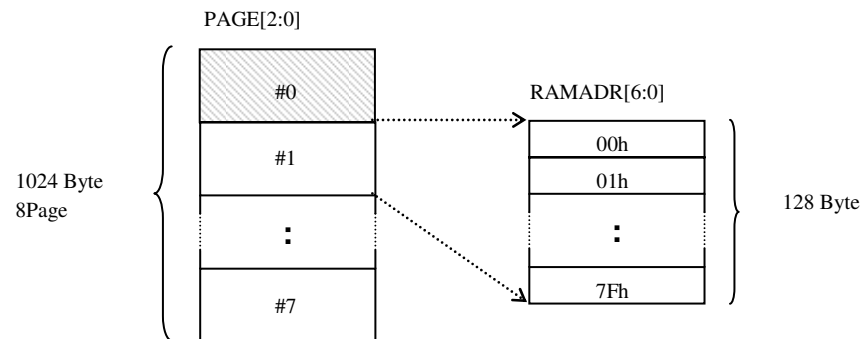 PAGE[2:0]
#0
#1
:
#7
1024 Byte
8Page
RAMADR[6:0]
00h
01h
:
7Fh
128 Byte